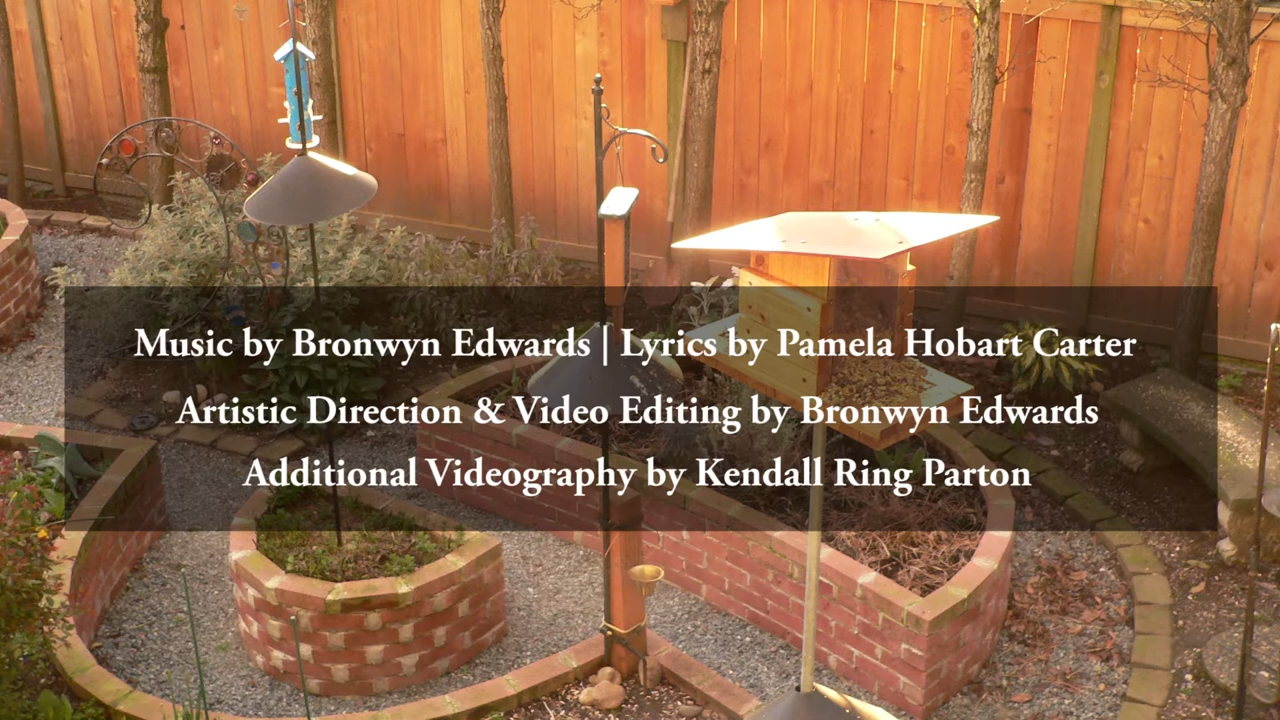 Music by Bronwyn Edwards | Lyrics by Pamela Hobart Carter
Artistic Direction & Video Editing by Bronwyn Edwards
Additional Videography by Kendall Ring Parton